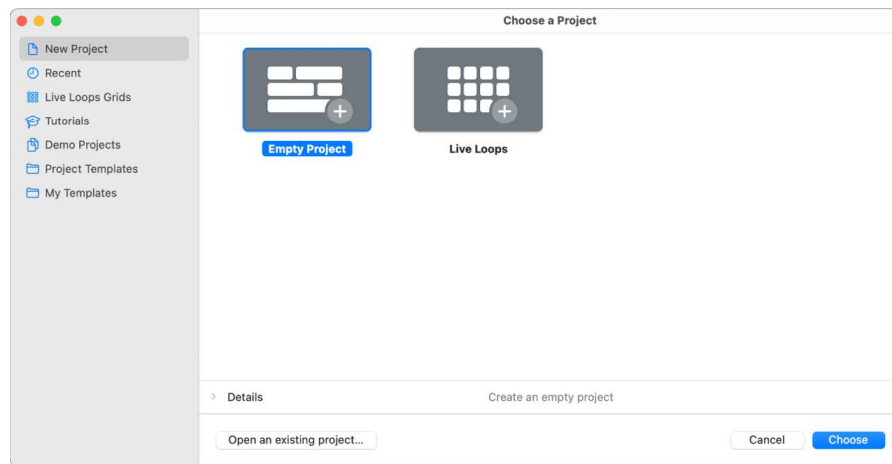 Choose a Project
New Project
Recent
Live Loops Grids
Tutorials
Demo Projects
Project Templates
My Templates
Empty Project
Live Loops
Details
Create an empty project
Open an existing project...
Cancel
Choose